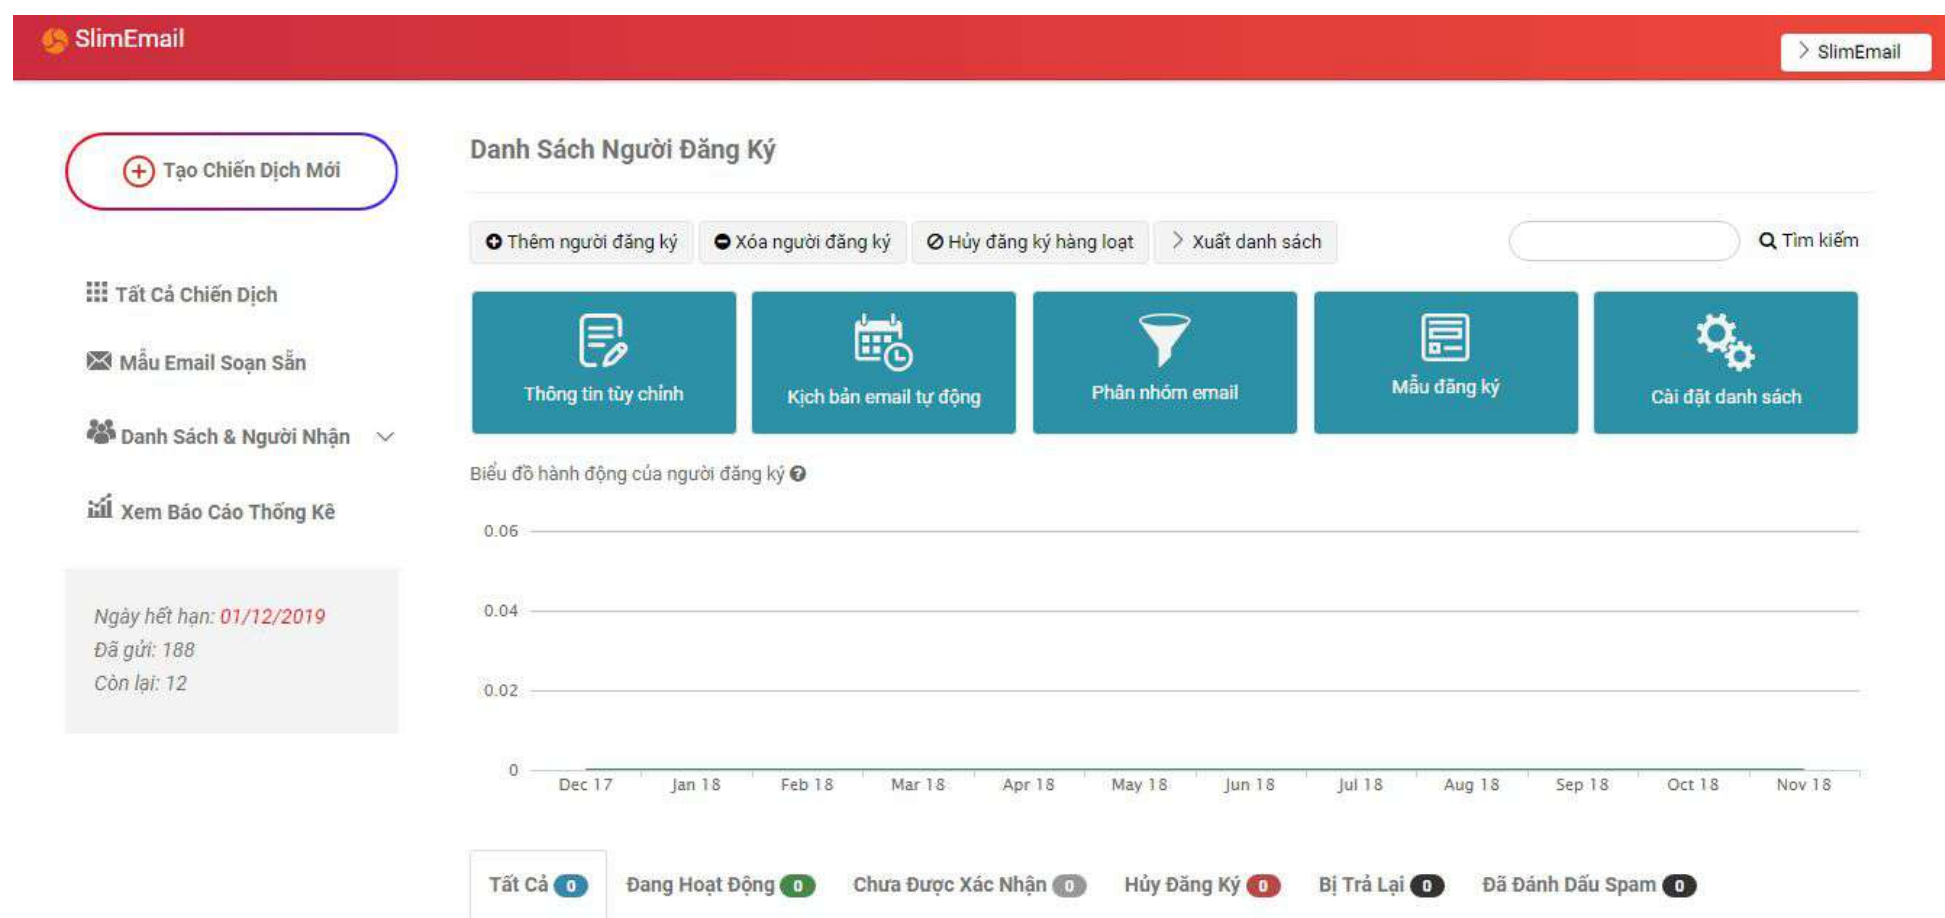 SlimEmail
SlimEmail
Tạo Chiến Dịch Mới
Tất Cả Chiến Dịch
Mẫu Email Soạn Sẵn
Danh Sách & Người Nhận
Xem Báo Cáo Thống Kê
Ngày hết hạn: 01/12/2019
Đã gửi: 188
Còn lại: 12
Danh Sách Người Đăng Ký
Thêm người đăng ký Xóa người đăng ký Hủy đăng ký hàng loạt Xuất danh sách Tìm kiếm
Thông tin tùy chỉnh Kịch bản email tự động Phân nhóm email Mẫu đăng ký Cài đặt danh sách
Biểu đồ hành động của người đăng ký
0.06
0.04
0.02
0
Dec 17 Jan 18 Feb 18 Mar 18 Apr 18 May 18 Jun 18 Jul 18 Aug 18 Sep 18 Oct 18 Nov 18
Tất Cả 0 Đang Hoạt Động 0 Chưa Được Xác Nhận 0 Hủy Đăng Ký 0 Bị Trả Lại 0 Đã Đánh Dấu Spam 0